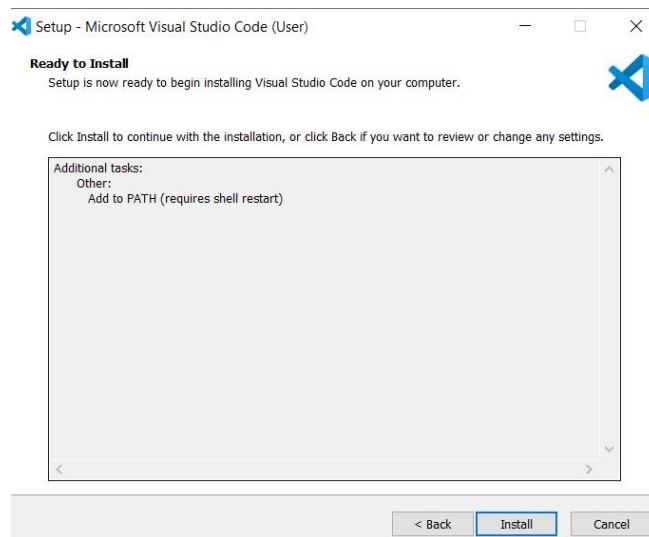 Setup - Microsoft Visual Studio Code (User)
Ready to Install
Setup is now ready to begin installing Visual Studio Code on your computer.
Click Install to continue with the installation, or click Back if you want to review or change any settings.
Additional tasks:
Other:
Add to PATH (requires shell restart)
< Back
Install
Cancel